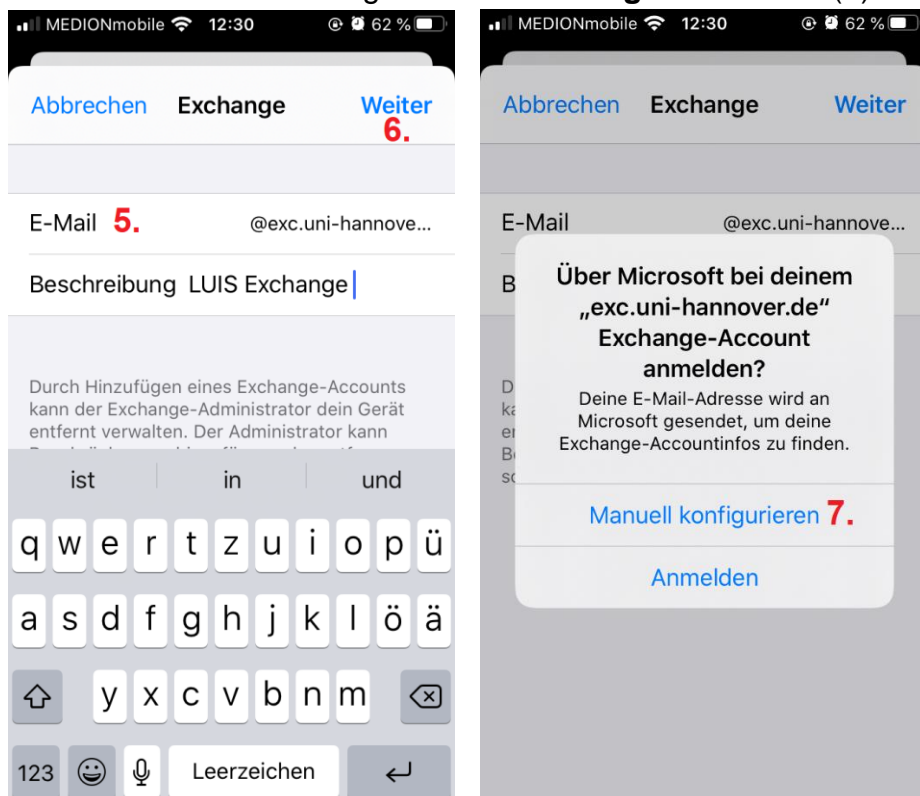 MEDIONmobile 12:30 62 %
Abbrechen Exchange Weiter
6.
E-Mail 5. @exc.uni-hannove...
Beschreibung LUIS Exchange
Durch Hinzufügen eines Exchange-Accounts
kann der Exchange-Administrator dein Gerät
entfernt verwalten. Der Administrator kann
ist in und
q w e r t z u i o p ü
a s d f g h j k l ö ä
y x c v b n m
123 Leerzeichen
MEDIONmobile 12:30 62 %
Abbrechen Exchange Weiter
E-Mail @exc.uni-hannove...
B
Über Microsoft bei deinem
„exc.uni-hannover.de“
Exchange-Account
anmelden?
Deine E-Mail-Adresse wird an
Microsoft gesendet, um deine
Exchange-Accountinfos zu finden.
Manuell konfigurieren 7.
Anmelden